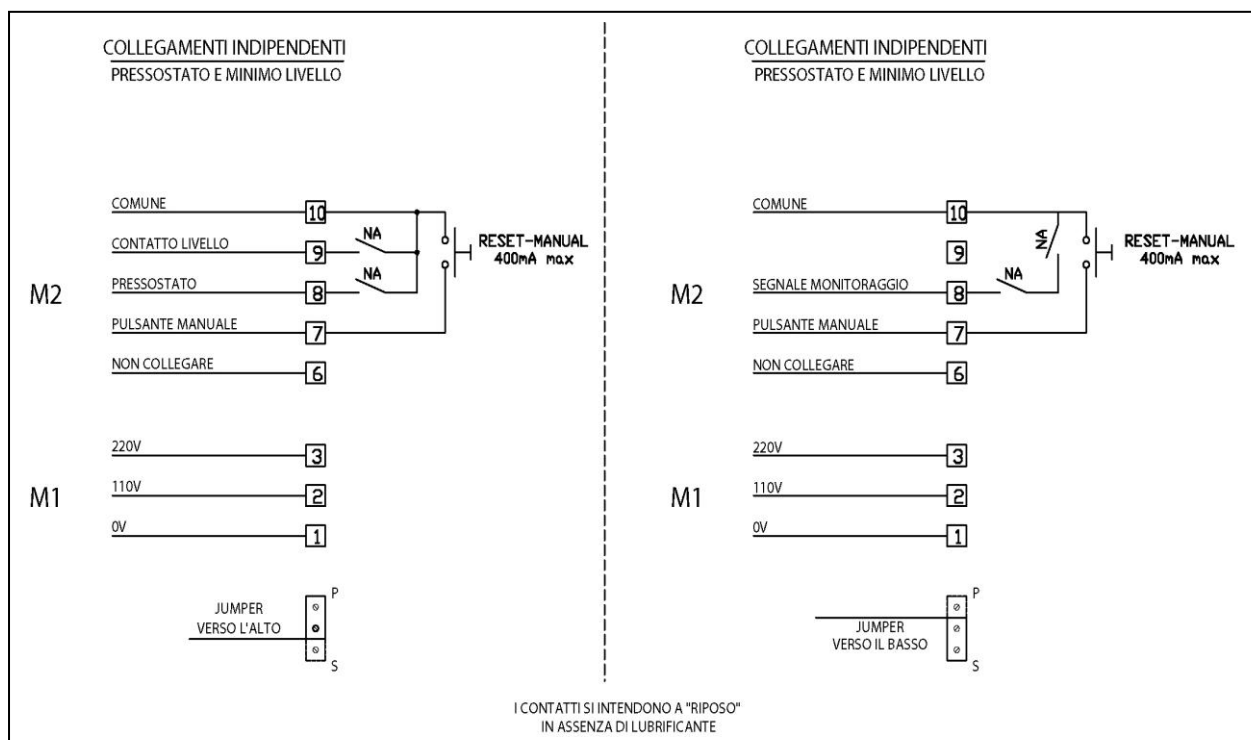 COLLEGAMENTI INDIPENDENTI
PRESSOSTATO E MINIMO LIVELLO
M2
COMUNE
10
CONTATTO LIVELLO
9
NA
PRESSOSTATO
8
NA
PULSANTE MANUALE
7
NON COLLEGARE
6
RESET-MANUAL
400mA max
M1
220V
3
110V
2
0V
1
JUMPER
VERSO L'ALTO
P
S
COLLEGAMENTI INDIPENDENTI
PRESSOSTATO E MINIMO LIVELLO
M2
COMUNE
10
9
NA
SEGNALE MONITORAGGIO
8
NA
PULSANTE MANUALE
7
NON COLLEGARE
6
RESET-MANUAL
400mA max
M1
220V
3
110V
2
0V
1
JUMPER
VERSO IL BASSO
P
S
I CONTATTI SI INTENDONO A "RIPOSO"
IN ASSENZA DI LUBRIFICANTE